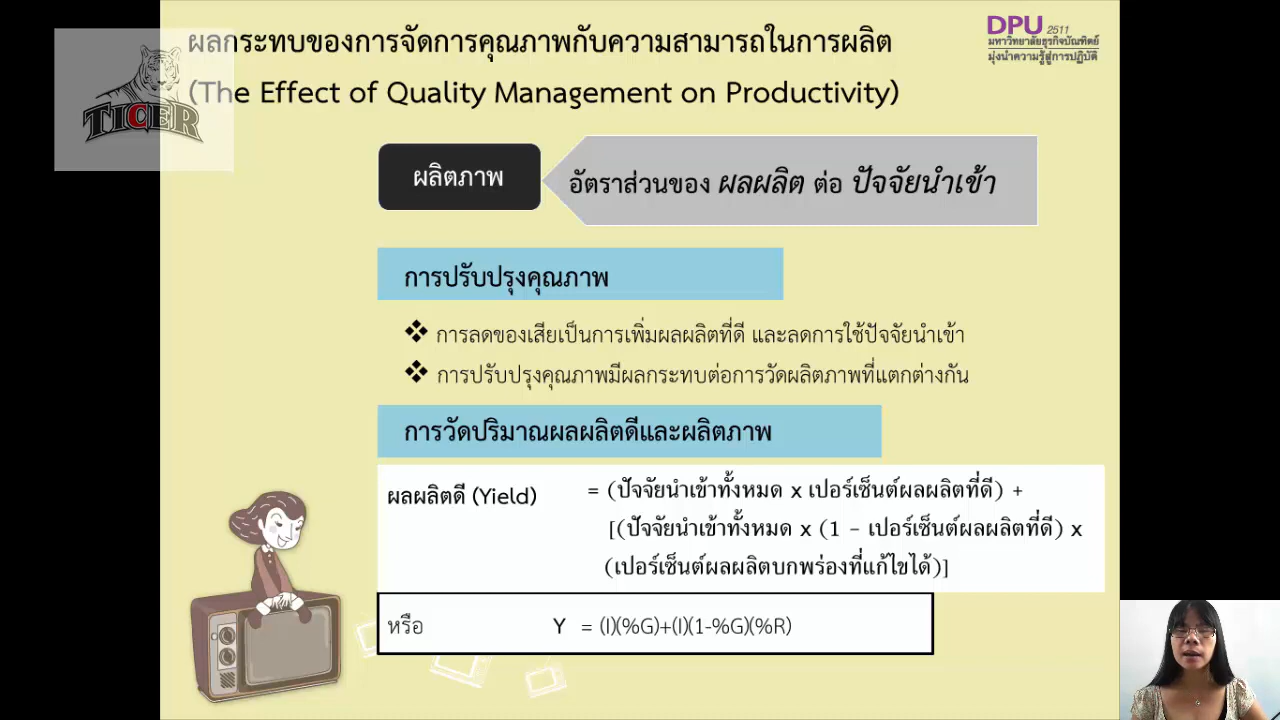 ผลกระทบของการจัดการคุณภาพกับความสามารถในการผลิต
(The Effect of Quality Management on Productivity)
DPU 2511
มหาวิทยาลัยธุรกิจบัณฑิตย์
มุ่งนำความรู้สู่การปฏิบัติ
TICER
ผลิตภาพ
อัตราส่วนของ ผลผลิต ต่อ ปัจจัยนำเข้า
การปรับปรุงคุณภาพ
❖ การลดของเสียเป็นการเพิ่มผลผลิตที่ดี และลดการใช้ปัจจัยนำเข้า
❖ การปรับปรุงคุณภาพมีผลกระทบต่อการวัดผลิตภาพที่แตกต่างกัน
การวัดปริมาณผลผลิตดีและผลิตภาพ
ผลผลิตดี (Yield) = (ปัจจัยนำเข้าทั้งหมด x เปอร์เซ็นต์ผลผลิตที่ดี) +
[(ปัจจัยนำเข้าทั้งหมด x (1 - เปอร์เซ็นต์ผลผลิตที่ดี) x
(เปอร์เซ็นต์ผลผลิตบกพร่องที่แก้ไขได้)]
หรือ Y = (I)(%G)+(I)(1-%G)(%R)